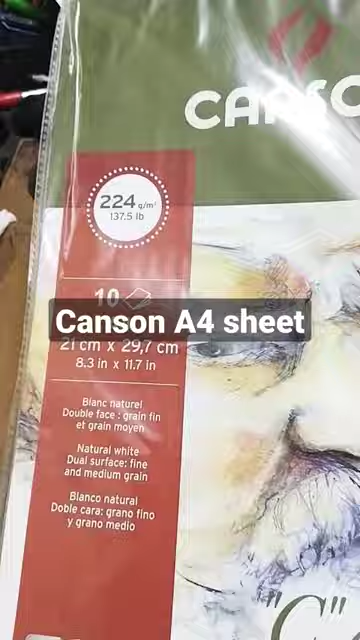 CANSO
224 g/m²
137.5 lb
10
Canson A4 sheet
21 cm x 29,7 cm
8.3 in x 11.7 in
Blanc naturel
Double face : grain fin
et grain moyen
Natural white
Dual surface: fine
and medium grain
Blanco natural
Doble cara: grano fino
y grano medio
"C"